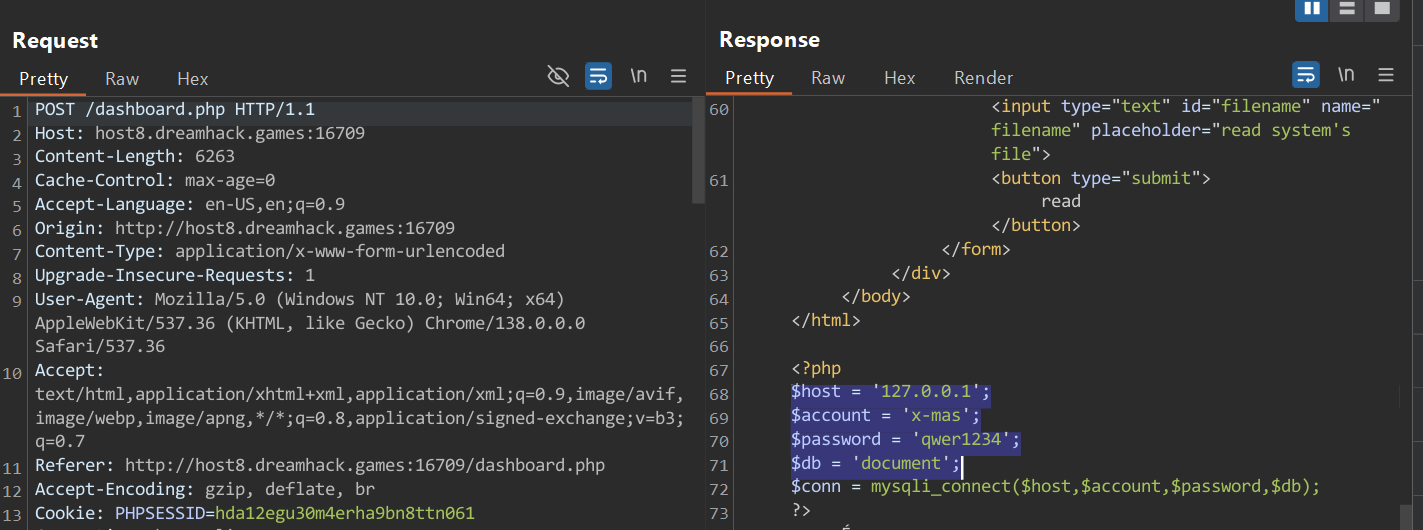 Request
Pretty Raw Hex \n
1 POST /dashboard.php HTTP/1.1
2 Host: host8.dreamhack.games:16709
3 Content-Length: 6263
4 Cache-Control: max-age=0
5 Accept-Language: en-US,en;q=0.9
6 Origin: http://host8.dreamhack.games:16709
7 Content-Type: application/x-www-form-urlencoded
8 Upgrade-Insecure-Requests: 1
9 User-Agent: Mozilla/5.0 (Windows NT 10.0; Win64; x64)
AppleWebKit/537.36 (KHTML, like Gecko) Chrome/138.0.0.0
Safari/537.36
10 Accept:
text/html,application/xhtml+xml,application/xml;q=0.9,image/avif,
image/webp,image/apng,*/*;q=0.8,application/signed-exchange;v=b3;
q=0.7
11 Referer: http://host8.dreamhack.games:16709/dashboard.php
12 Accept-Encoding: gzip, deflate, br
13 Cookie: PHPSESSID=hda12egu30m4erha9bn8ttn061
Response
Pretty Raw Hex Render \n
60 <input type="text" id="filename" name="
filename" placeholder="read system's
file">
61 <button type="submit">
read
</button>
62 </form>
63 </div>
64 </body>
65 </html>
66
67 <?php
68 $host = '127.0.0.1';
69 $account = 'x-mas';
70 $password = 'qwer1234';
71 $db = 'document';
72 $conn = mysqli_connect($host,$account,$password,$db);
73 ?>